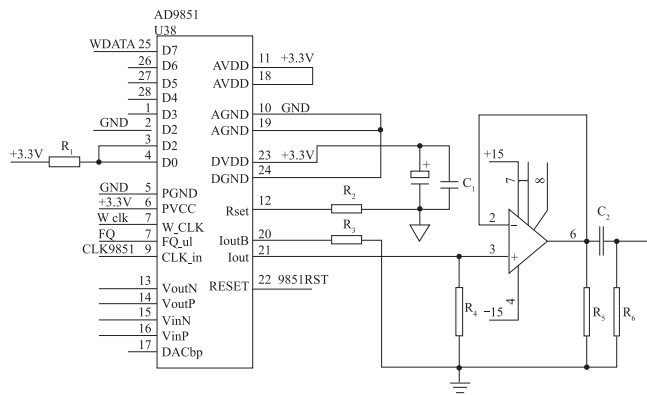 AD9851
U38
WDATA 25 D7
26 D6
27 D5
28 D4
1 D3
GND 2 D2
3 D2
+3.3V R1 4 D0
GND 5 PGND
+3.3V 6 PVCC
W clk 7 W_CLK
FQ 7 FQ_ul
CLK9851 9 CLK_in
13 VoutN
14 VoutP
15 VinN
16 VinP
17 DACbp
AVDD 11 +3.3V
AVDD 18
AGND 10 GND
AGND 19
DVDD 23 +3.3V
DGND 24
Rset 12 R2
IoutB 20 R3
Iout 21
RESET 22 9851RST
+
C1
+15
7
8
2 −
3 +
6
4
−15
C2
R4
R5
R6